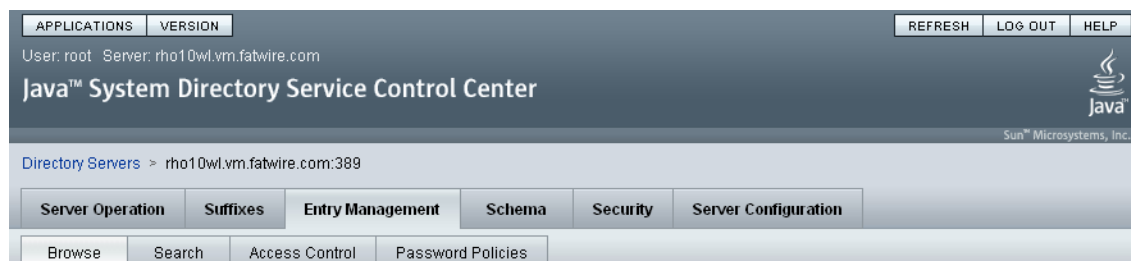 APPLICATIONS VERSION REFRESH LOG OUT HELP
User: root Server: rho10wl.vm.fatwire.com
Java™ System Directory Service Control Center
Java™
Sun™ Microsystems, Inc.
Directory Servers > rho10wl.vm.fatwire.com:389
Server Operation Suffixes Entry Management Schema Security Server Configuration
Browse Search Access Control Password Policies